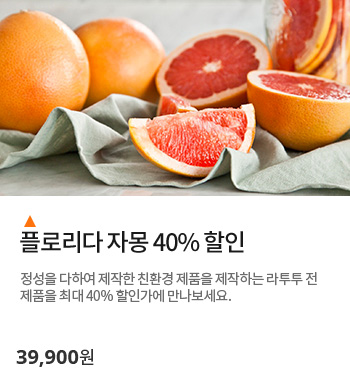 플로리다 자몽 40% 할인
정성을 다하여 제작한 친환경 제품을 제작하는 라투투 전
제품을 최대 40% 할인가에 만나보세요.
39,900원